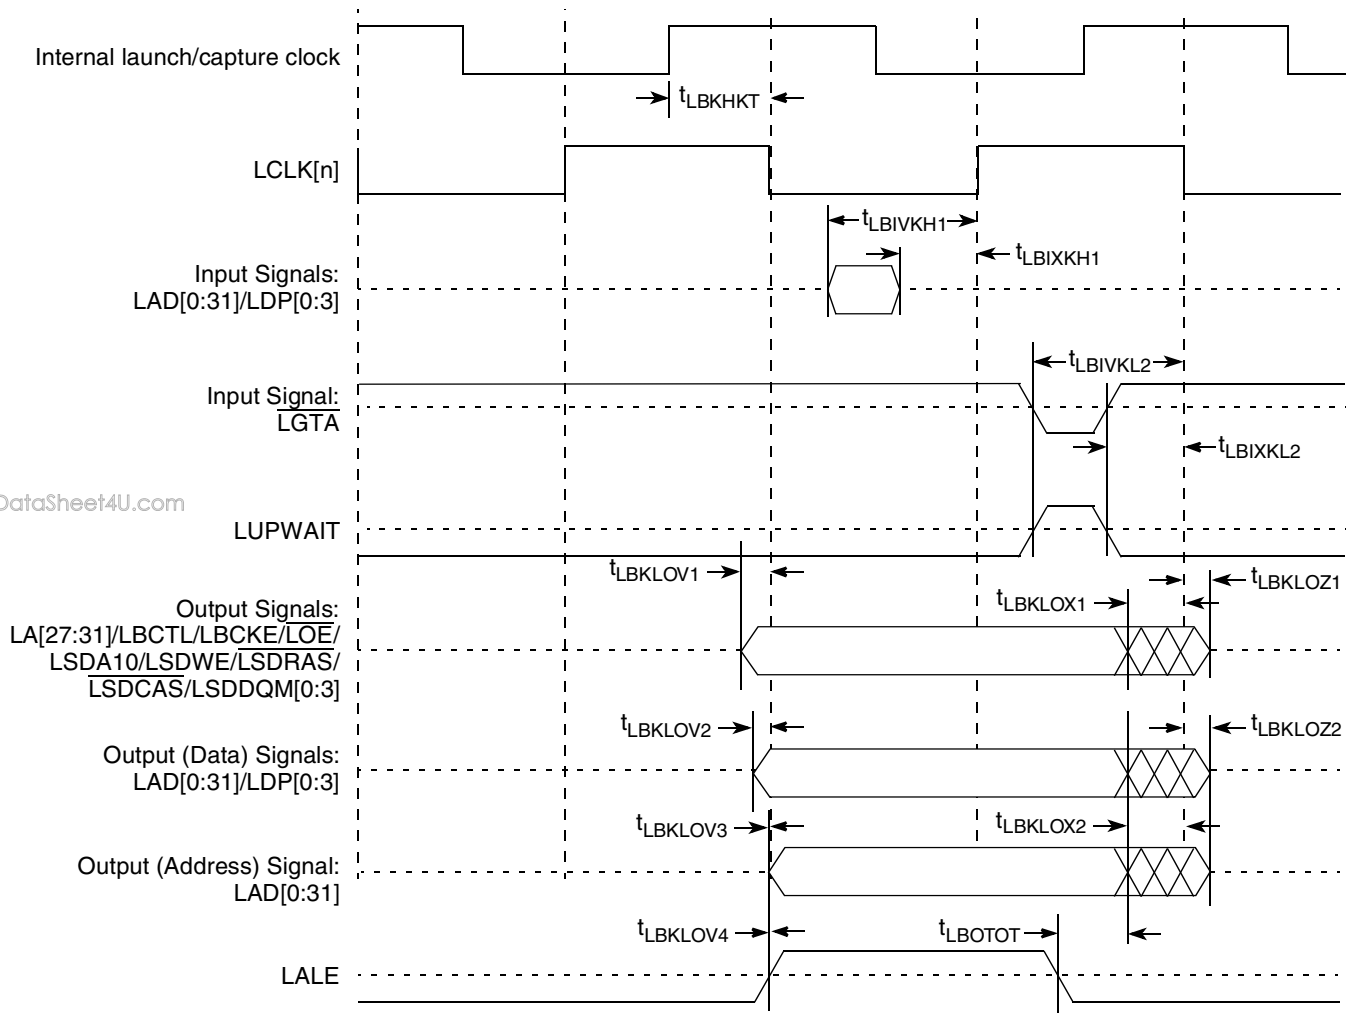 Internal launch/capture clock
tLBKHKT
LCLK[n]
tLBIVKH1
tLBIXKH1
Input Signals:
LAD[0:31]/LDP[0:3]
tLBIVKL2
Input Signal:
LGTA
tLBIXKL2
DataSheet4U.com
LUPWAIT
tLBKLOV1
tLBKLOZ1
tLBKLOX1
Output Signals:
LA[27:31]/LBCTL/LBCKE/LOE/
LSDA10/LSDWE/LSDRAS/
LSDCAS/LSDDQM[0:3]
tLBKLOV2
tLBKLOZ2
Output (Data) Signals:
LAD[0:31]/LDP[0:3]
tLBKLOV3
tLBKLOX2
Output (Address) Signal:
LAD[0:31]
tLBKLOV4
tLBOTOT
LALE